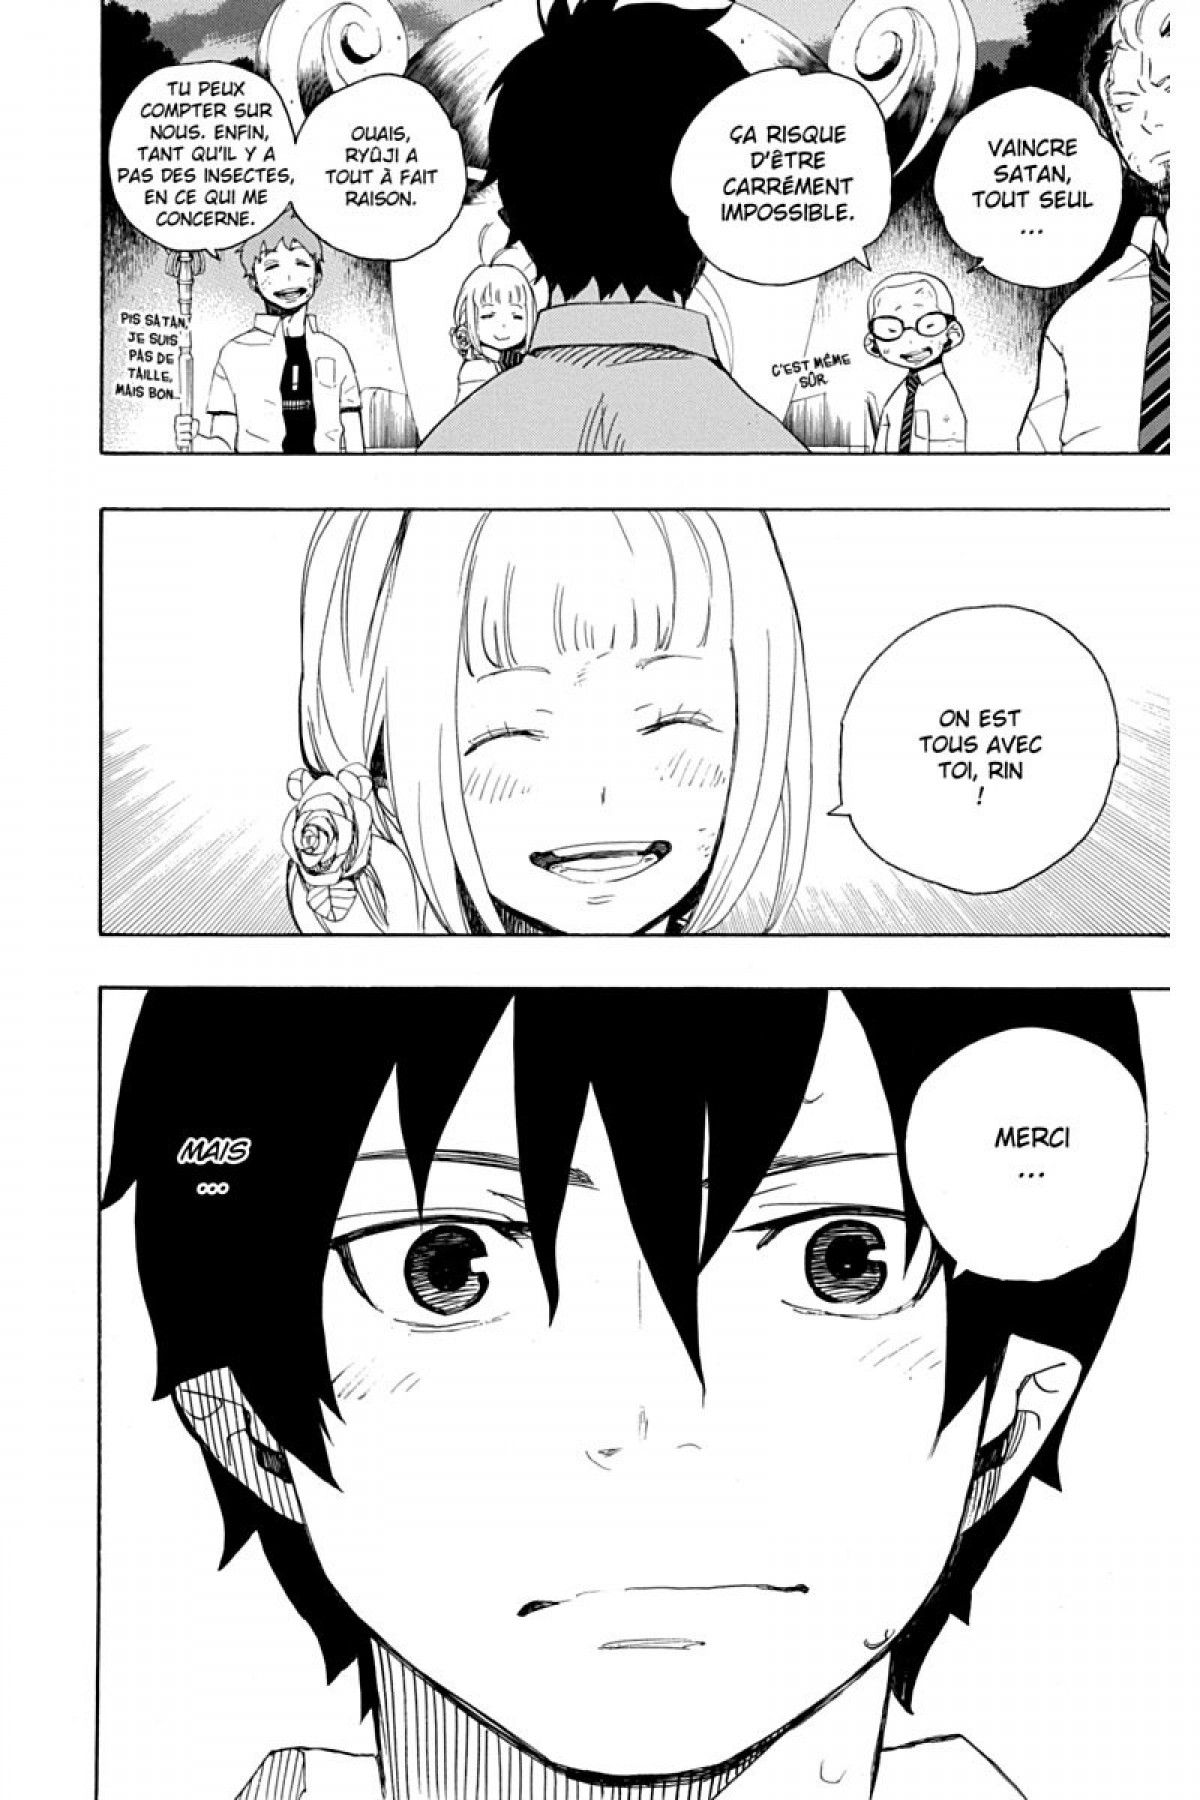 VAINCRE
SATAN,
TOUT SEUL
...
ÇA RISQUE
D'ÊTRE
CARRÉMENT
IMPOSSIBLE.
C'EST MÊME
SÛR.
OUAIS,
RYÛJI A
TOUT À FAIT
RAISON.
TU PEUX
COMPTER SUR
NOUS. ENFIN,
TANT QU'IL Y A
PAS DES INSECTES,
EN CE QUI ME
CONCERNE.
PIS SATAN,
JE SUIS
PAS DE
TAILLE,
MAIS BON...
ON EST
TOUS AVEC
TOI, RIN
!
MERCI
...
MAIS
...